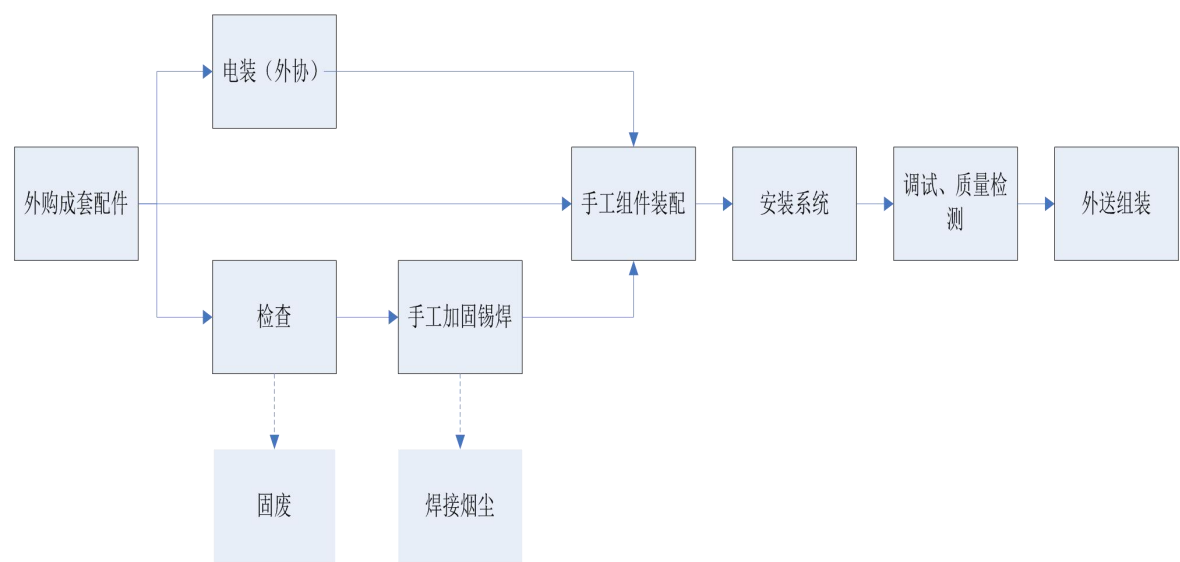 电装（外协）
外购成套配件
手工组件装配
安装系统
调试、质量检
测
外送组装
检查
手工加固锡焊
固废
焊接烟尘